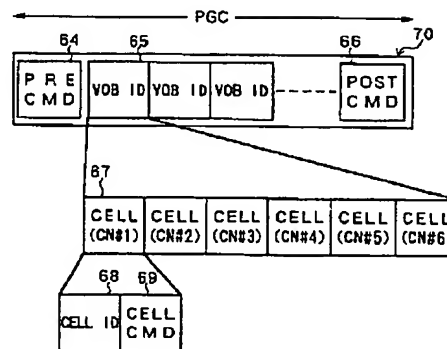 PGC
64 65 66 70
PRE CMD VOB ID VOB ID VOB ID POST CMD
67
CELL (CN#1) CELL (CN#2) CELL (CN#3) CELL (CN#4) CELL (CN#5) CELL (CN#6)
68 69
CELL ID CELL CMD